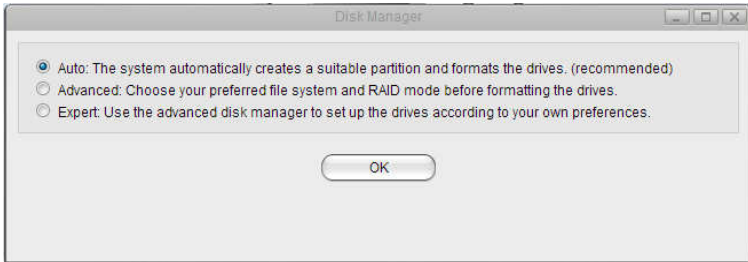 Disk Manager
Auto: The system automatically creates a suitable partition and formats the drives. (recommended)
Advanced: Choose your preferred file system and RAID mode before formatting the drives.
Expert: Use the advanced disk manager to set up the drives according to your own preferences.
OK